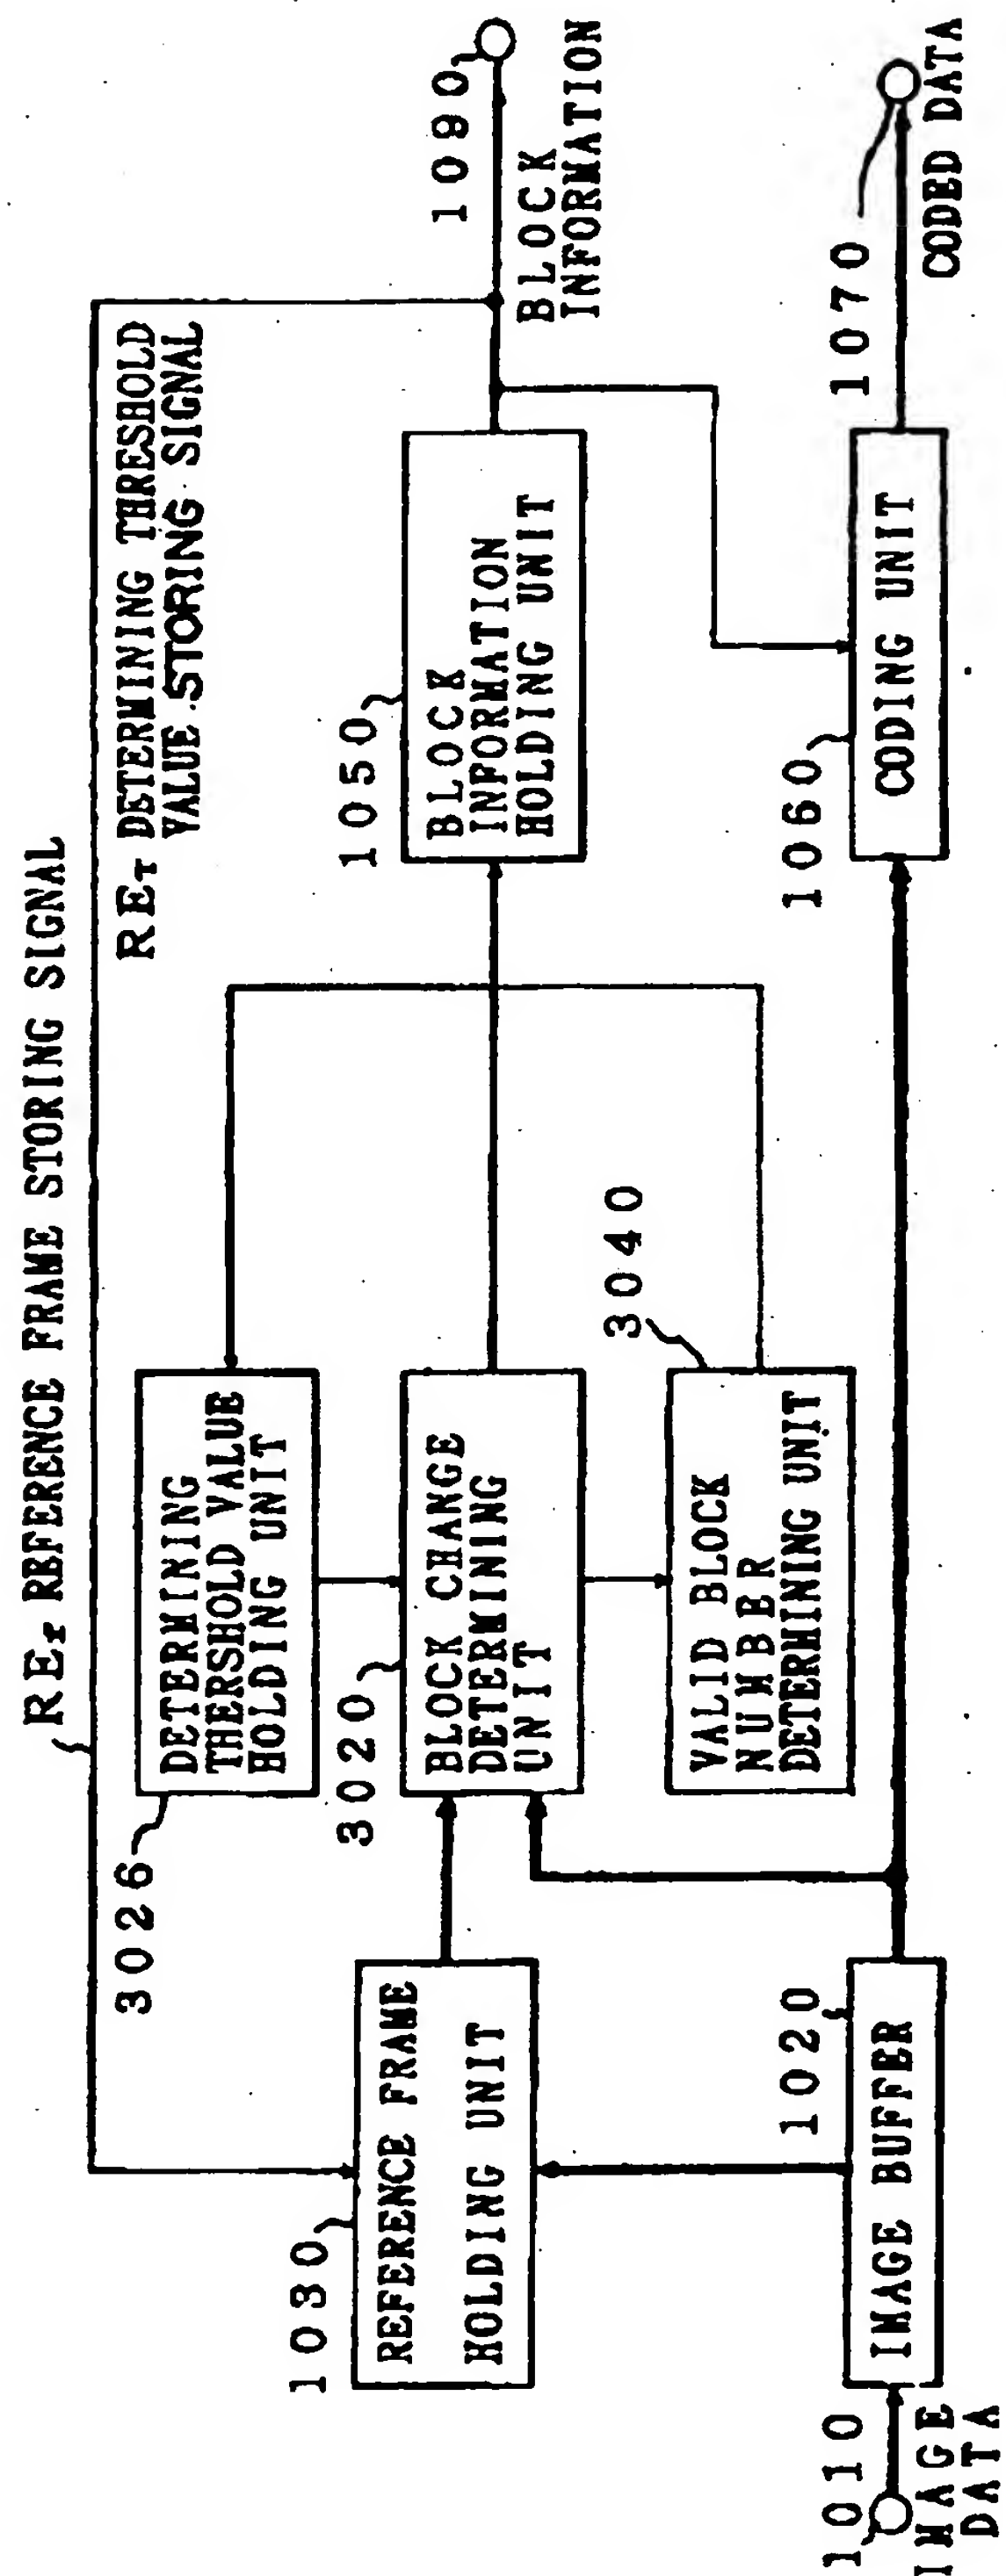 REf REFERENCE FRAME STORING SIGNAL
RET DETERMINING THRESHOLD
VALUE STORING SIGNAL
3026
DETERMINING
THERSHOLD VALUE
HOLDING UNIT
1030
REFERENCE FRAME
HOLDING UNIT
3020
BLOCK CHANGE
DETERMINING
UNIT
1050
BLOCK
INFORMATION
HOLDING UNIT
1090
BLOCK
INFORMATION
3040
VALID BLOCK
NUMBER
DETERMINING UNIT
1010
IMAGE
DATA
1020
IMAGE BUFFER
1060
CODING UNIT
1070
CODED DATA